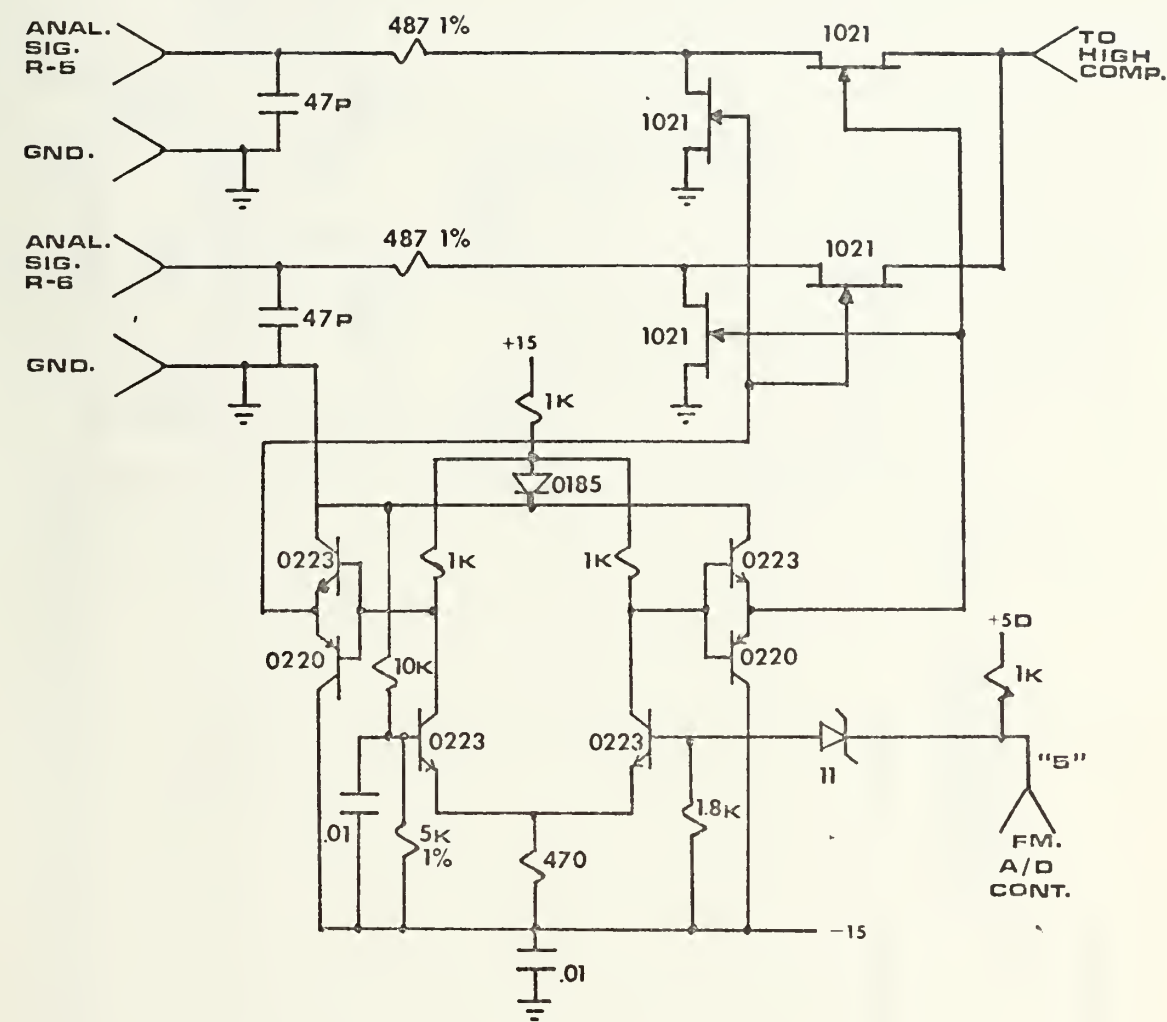 ANAL.
SIG.
R-5
487 1%
1021
TO
HIGH
COMP.
47P
1021
GND.
ANAL.
SIG.
R-6
487 1%
1021
47P
1021
GND.
+15
1K
0185
0223
1K
1K
0223
+5D
0220
10K
0220
1K
0223
0223
"5"
11
.01
5K
1%
1.8K
470
FM.
A/D
CONT.
-15
.01